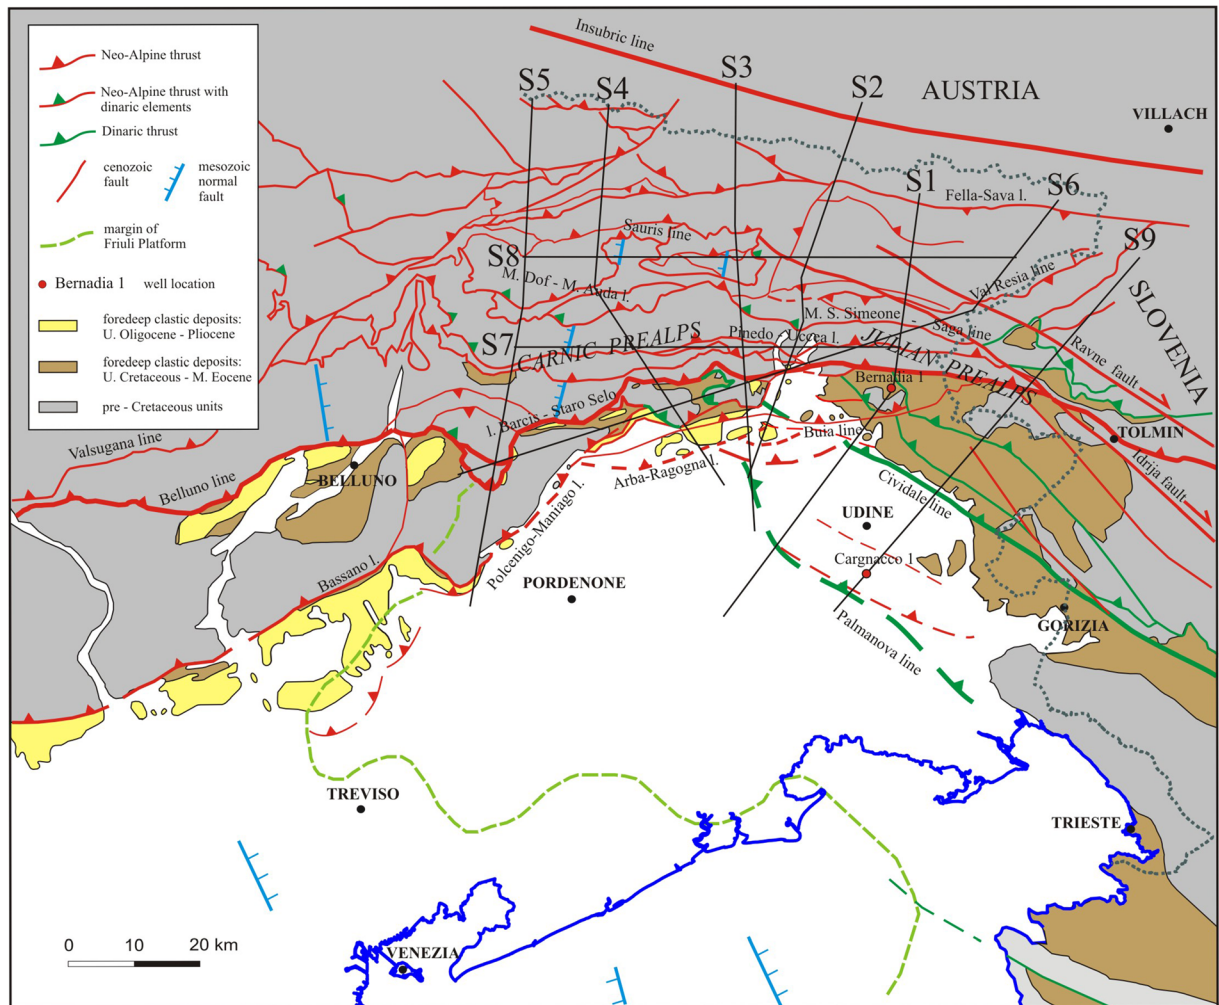 Neo-Alpine thrust
Neo-Alpine thrust with
dinaric elements
Dinaric thrust
cenozoic
fault
mesozoic
normal
fault
margin of
Friuli Platform
Bernadia 1
well location
foredeep clastic deposits:
U. Oligocene - Pliocene
foredeep clastic deposits:
U. Cretaceous - M. Eocene
pre - Cretaceous units
Insubric line
S5
S4
S3
S2
AUSTRIA
VILLACH
S1
S6
Fella-Sava l.
Sauris line
S9
S8
M. Dof - M. Auda l.
Val Resia line
SLOVENIA
M. S. Simeone - Saga line
Pinedo - Uccea l.
S7
CARNIC PREALPS
JULIAN PREALPS
Ravne fault
Bernadia 1
l. Barcis - Staro Selo
Valsugana line
Buia line
TOLMIN
Belluno line
BELLUNO
Arba-Ragogna l.
Idrija fault
Cividale line
Polcenigo-Maniago l.
UDINE
Bassano l.
Cargnacco 1
PORDENONE
GORIZIA
Palmanova line
TREVISO
TRIESTE
0 10 20 km
VENEZIA